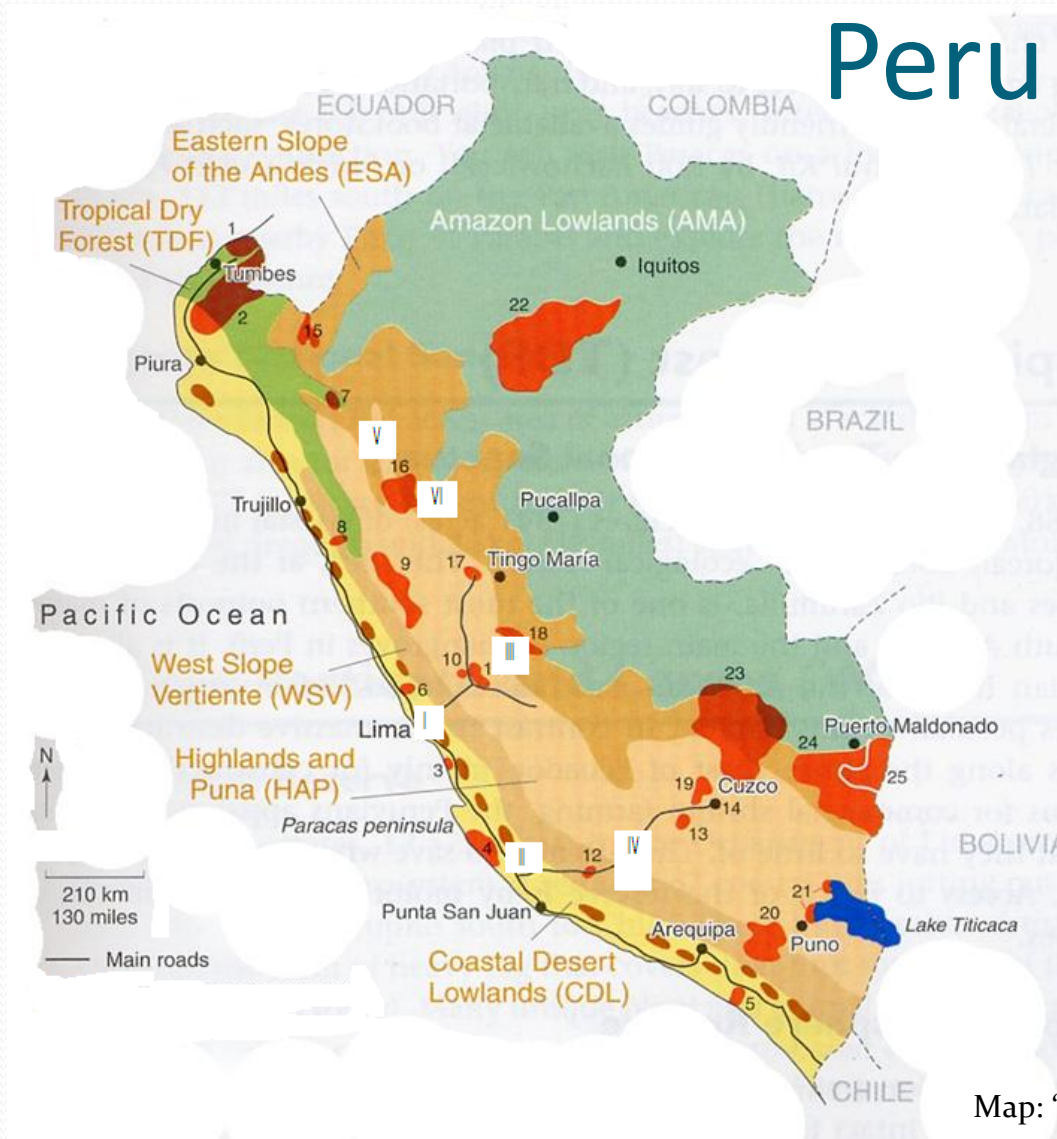 Peru
ECUADOR
COLOMBIA
Eastern Slope
of the Andes (ESA)
Tropical Dry
Forest (TDF)
Amazon Lowlands (AMA)
1
Tumbes
Iquitos
22
2
15
Piura
7
BRAZIL
V
16
VI
Trujillo
Pucallpa
8
9
17
Tingo María
Pacific Ocean
18
III
West Slope
Vertiente (WSV)
10
1
23
6
I
Lima
Puerto Maldonado
24
N
Highlands and
Puna (HAP)
3
25
19
Cuzco
14
Paracas peninsula
13
4
II
12
IV
BOLIVIA
210 km
130 miles
21
Punta San Juan
20
Lake Titicaca
Arequipa
Puno
Main roads
Coastal Desert
Lowlands (CDL)
5
CHILE
Map: “